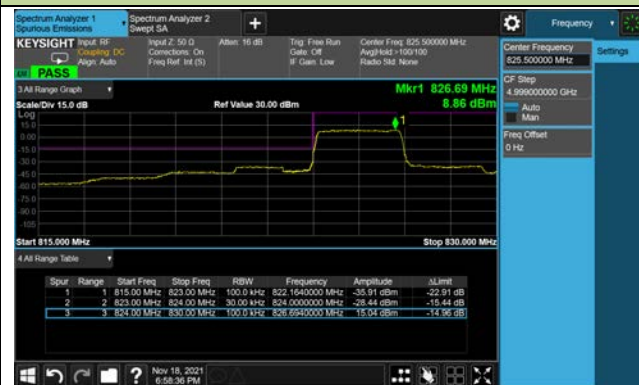 Spectrum Analyzer 1
Spurious Emissions
Spectrum Analyzer 2
Swept SA
Frequency
KEYSIGHT Input: RF
Coupling: DC
Align: Auto
Input Z: 50 Ω
Corrections: On
Freq Ref: Int (S)
Atten: 16 dB
Trig: Free Run
Gate: Off
IF Gain: Low
Center Freq: 825.500000 MHz
Avg|Hold:>100/100
Radio Std: None
PASS
Center Frequency
825.500000 MHz
Settings
CF Step
4.999000000 GHz
Auto
Man
Freq Offset
0 Hz
3 All Range Graph
Mkr1 826.69 MHz
Scale/Div 15.0 dB
Ref Value 30.00 dBm
8.86 dBm
Log
15.0
0.00
-15.0
-30.0
-45.0
-60.0
-75.0
-90.0
-105
1
Start 815.000 MHz
Stop 830.000 MHz
4 All Range Table
Spur Range Start Freq Stop Freq RBW Frequency Amplitude ΔLimit
1 1 815.00 MHz 823.00 MHz 100.0 kHz 822.1640000 MHz -35.91 dBm -22.91 dB
2 2 823.00 MHz 824.00 MHz 30.00 kHz 824.0000000 MHz -28.44 dBm -15.44 dB
3 3 824.00 MHz 830.00 MHz 100.0 kHz 826.6940000 MHz 15.04 dBm -14.96 dB
Nov 18, 2021
6:58:36 PM